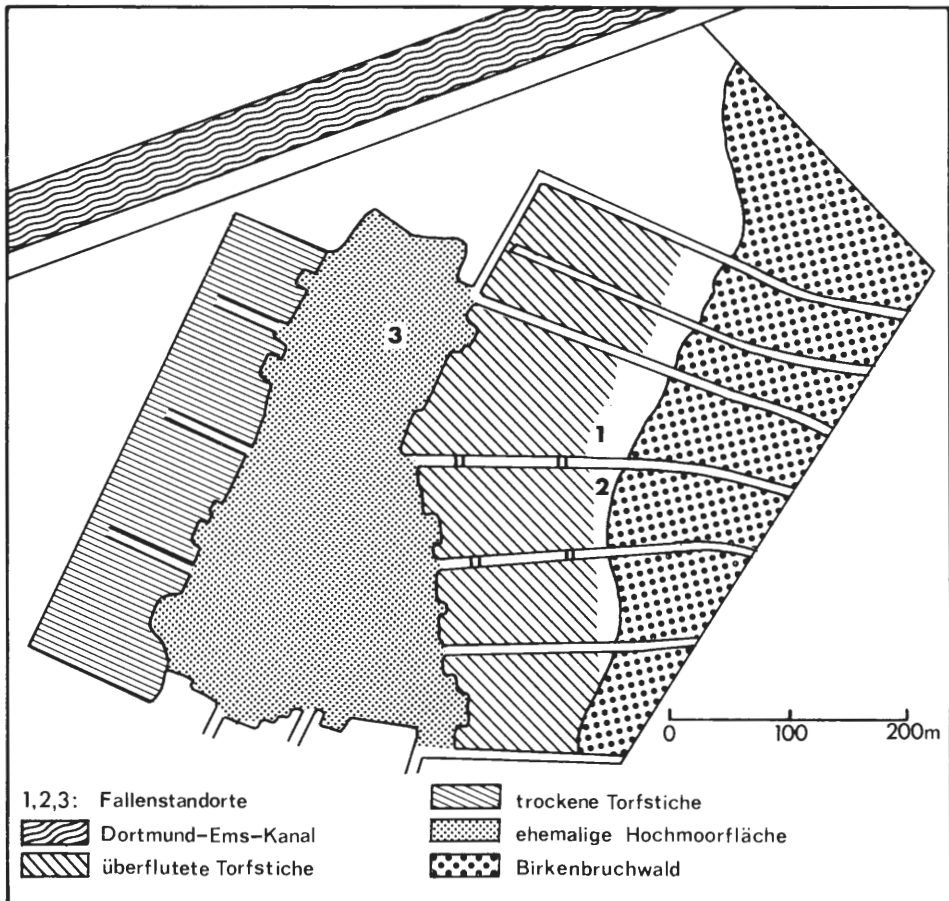 3
1
2
0 100 200m
1,2,3: Fallenstandorte
Dortmund-Ems-Kanal
überflutete Torfstiche
trockene Torfstiche
ehemalige Hochmoorfläche
Birkenbruchwald